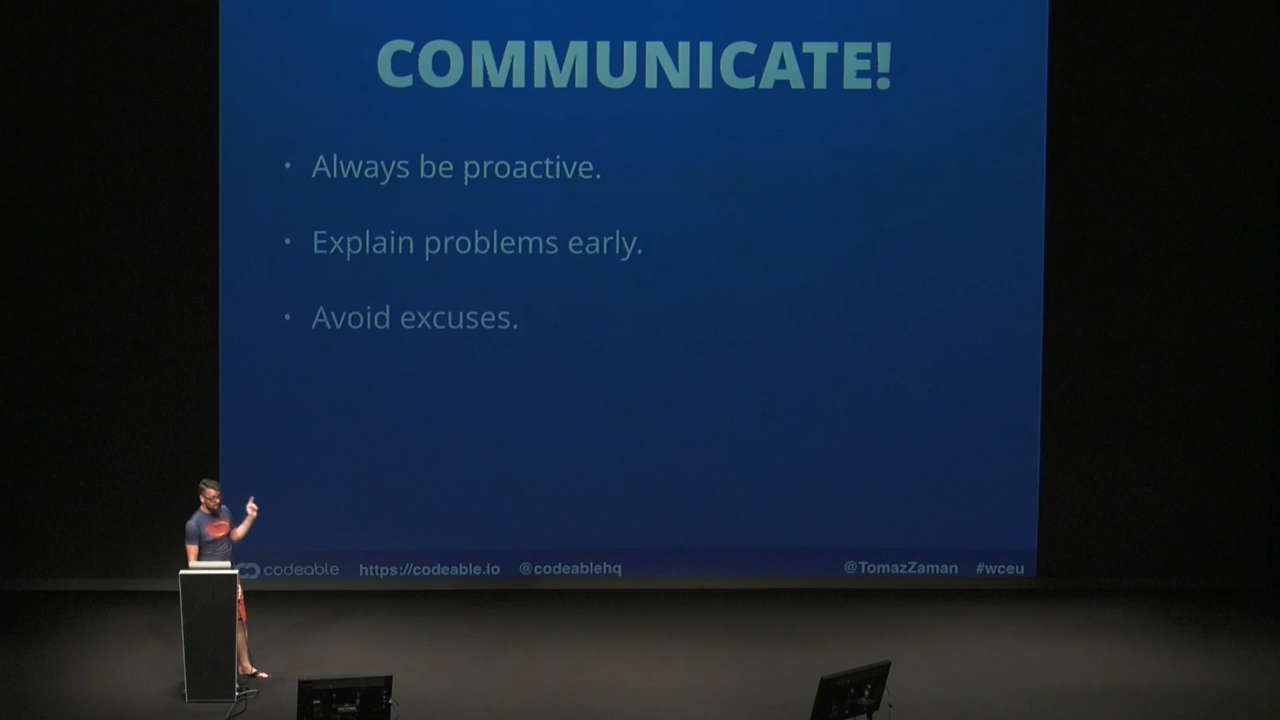 COMMUNICATE!
• Always be proactive.
• Explain problems early.
• Avoid excuses.
codeable https://codeable.io @codeablehq @TomazZaman #wceu